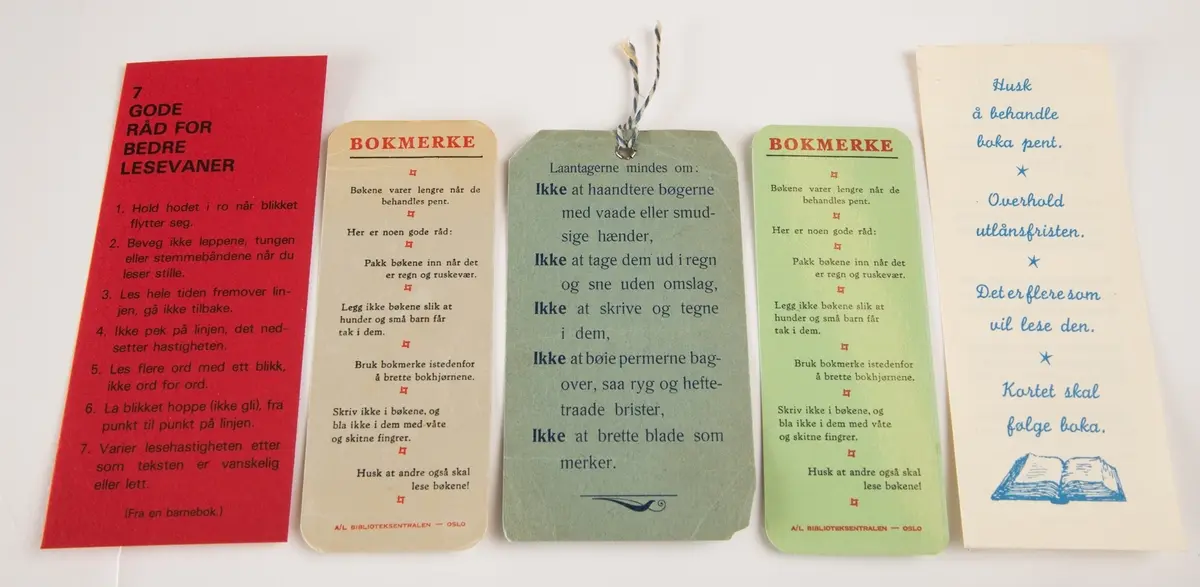 7
GODE
RÅD FOR
BEDRE
LESEVANER
1. Hold hodet i ro når blikket
flytter seg.
2. Beveg ikke leppene, tungen
eller stemmebåndene når du
leser stille.
3. Les hele tiden fremover lin-
jen, gå ikke tilbake.
4. Ikke pek på linjen, det ned-
setter hastigheten.
5. Les flere ord med ett blikk,
ikke ord for ord.
6. La blikket hoppe (ikke gli), fra
punkt til punkt på linjen.
7. Varier lesehastigheten etter
som teksten er vanskelig
eller lett.
(Fra en barnebok.)
BOKMERKE
Bøkene varer lengre når de
behandles pent.
Her er noen gode råd:
Pakk bøkene inn når det
er regn og ruskevær.
Legg ikke bøkene slik at
hunder og små barn får
tak i dem.
Bruk bokmerke istedenfor
å brette bokhjørnene.
Skriv ikke i bøkene, og
bla ikke i dem med våte
og skitne fingrer.
Husk at andre også skal
lese bøkene!
A/L BIBLIOTEKSENTRALEN — OSLO
Laantagerne mindes om:
Ikke at haandtere bøgerne
med vaade eller smud-
sige hænder,
Ikke at tage dem ud i regn
og sne uden omslag,
Ikke at skrive og tegne
i dem,
Ikke at bøie permerne bag-
over, saa ryg og hefte-
traade brister,
Ikke at brette blade som
merker.
BOKMERKE
Bøkene varer lengre når de
behandles pent.
Her er noen gode råd:
Pakk bøkene inn når det
er regn og ruskevær.
Legg ikke bøkene slik at
hunder og små barn får
tak i dem.
Bruk bokmerke istedenfor
å brette bokhjørnene.
Skriv ikke i bøkene, og
bla ikke i dem med våte
og skitne fingrer.
Husk at andre også skal
lese bøkene!
A/L BIBLIOTEKSENTRALEN — OSLO
Husk
å behandle
boka pent.
Overhold
utlånsfristen.
Det er flere som
vil lese den.
Kortet skal
følge boka.